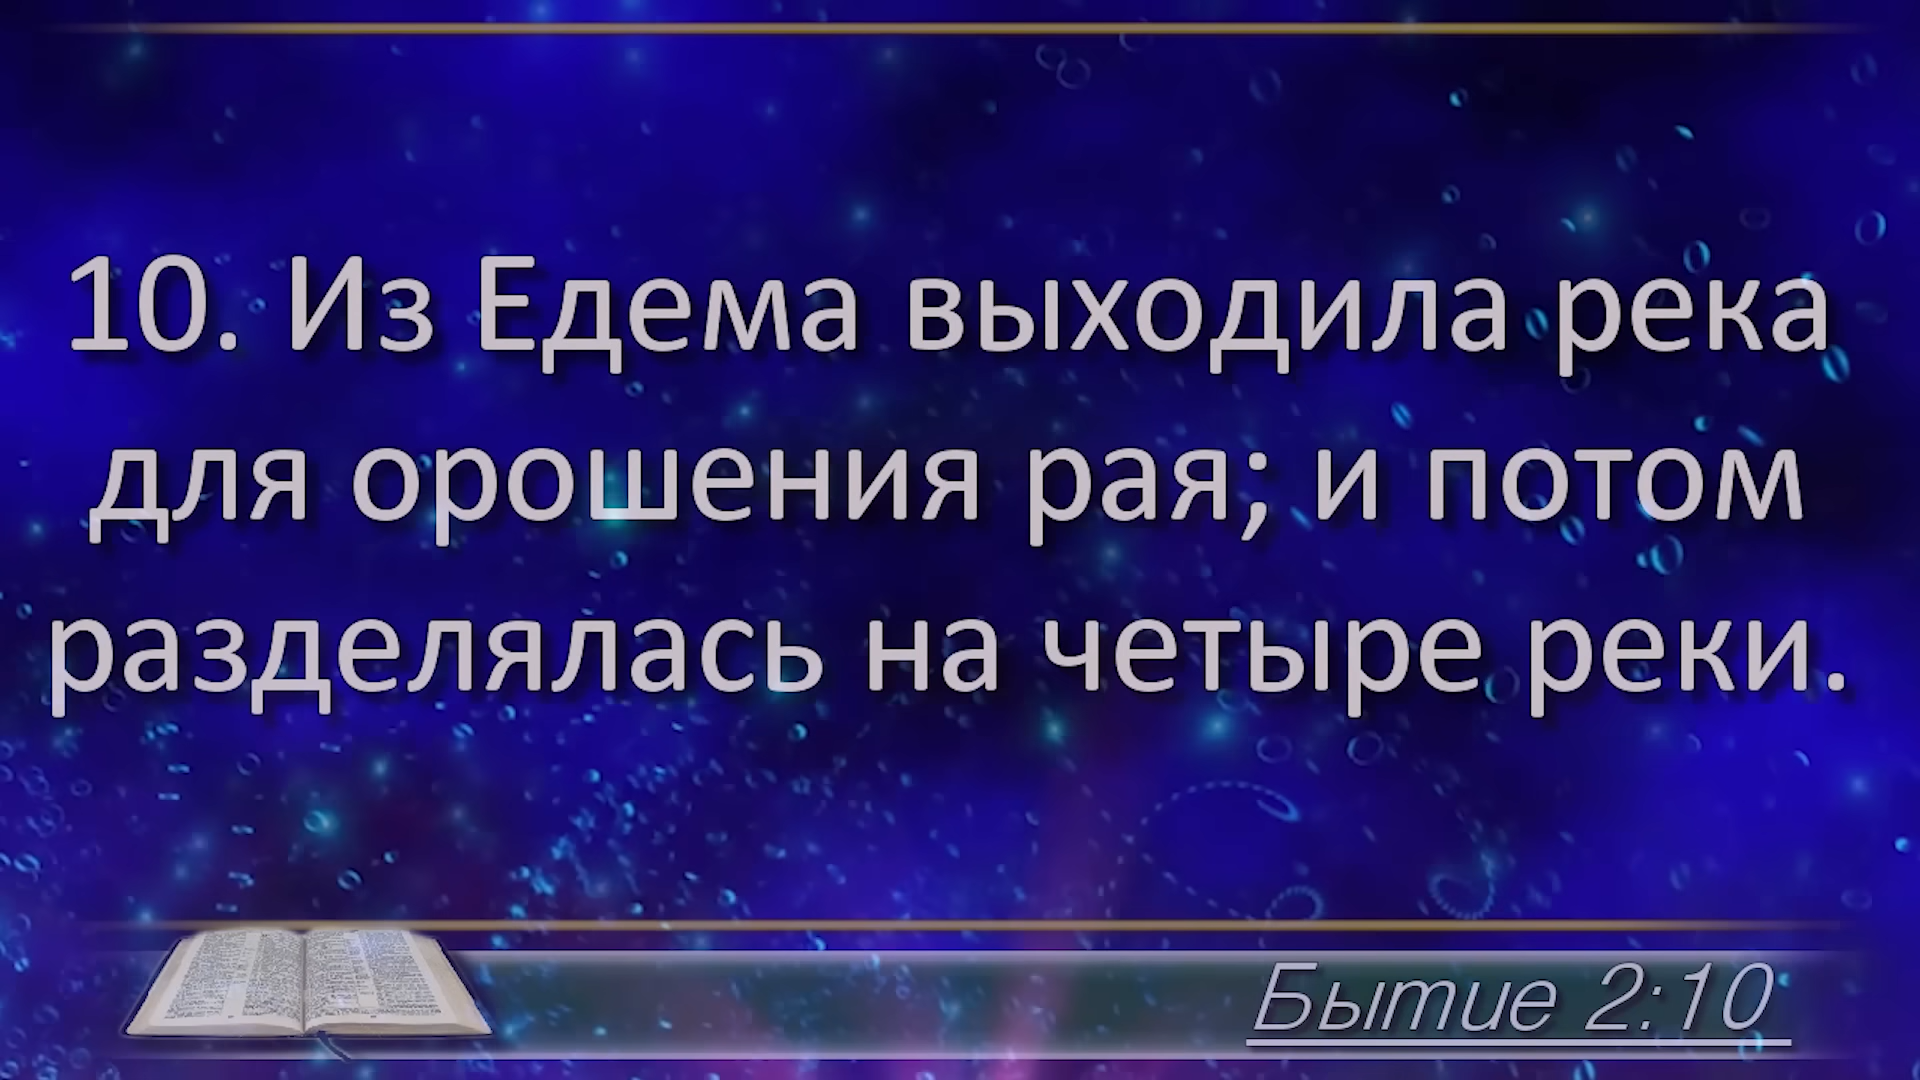 10. Из Едема выходила река
для орошения рая; и потом
разделялась на четыре реки.
Бытие 2:10